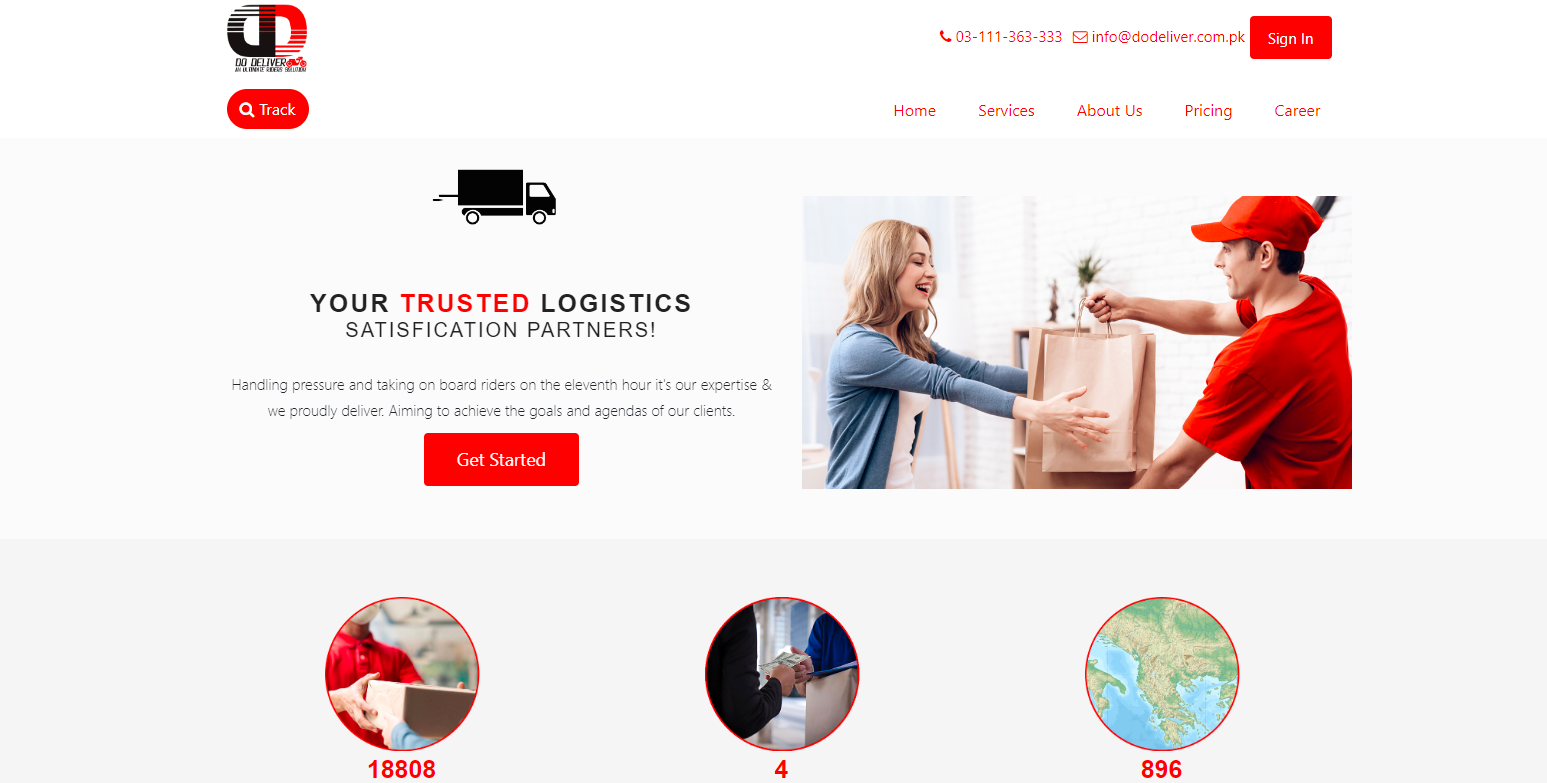 DO DELIVER
AN ULTIMATE RIDERS SOLUTION
03-111-363-333 info@dodeliver.com.pk Sign In
Track
Home Services About Us Pricing Career
YOUR TRUSTED LOGISTICS
SATISFICATION PARTNERS!
Handling pressure and taking on board riders on the eleventh hour it's our expertise &
we proudly deliver. Aiming to achieve the goals and agendas of our clients.
Get Started
18808 4 896